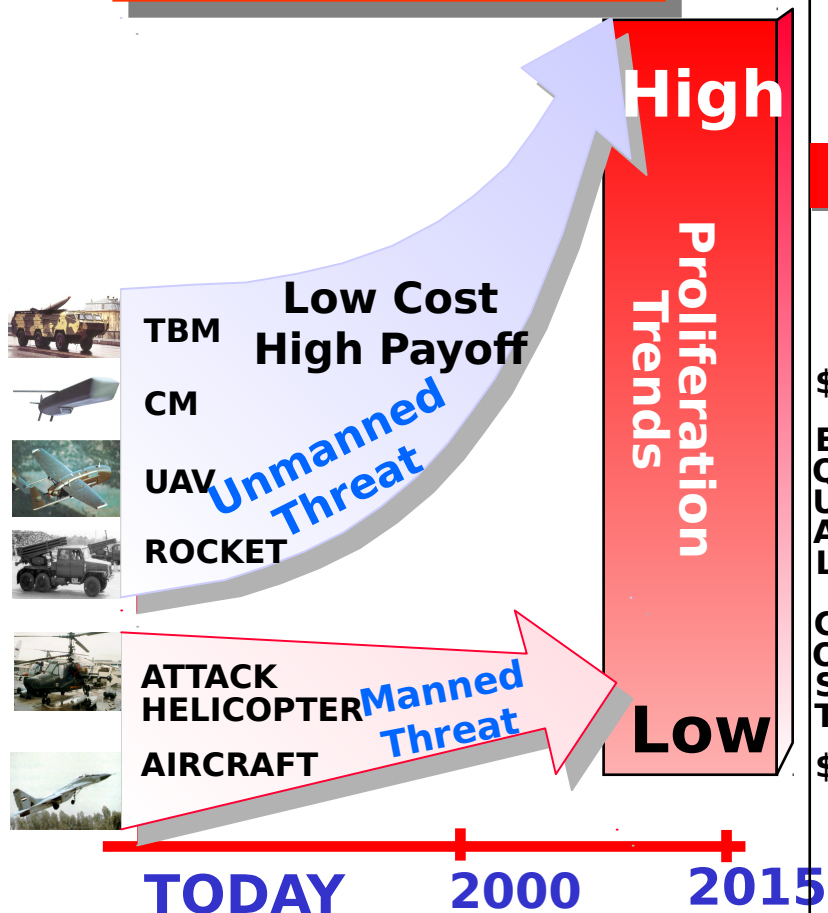 High
Low Cost
High Payoff
Proliferation
Trends
TBM
CM
UAV
ROCKET
Unmanned
Threat
ATTACK
HELICOPTER
AIRCRAFT
Manned
Threat
Low
TODAY
2000
2015
$
E
Q
U
A
L
C
O
S
T
$